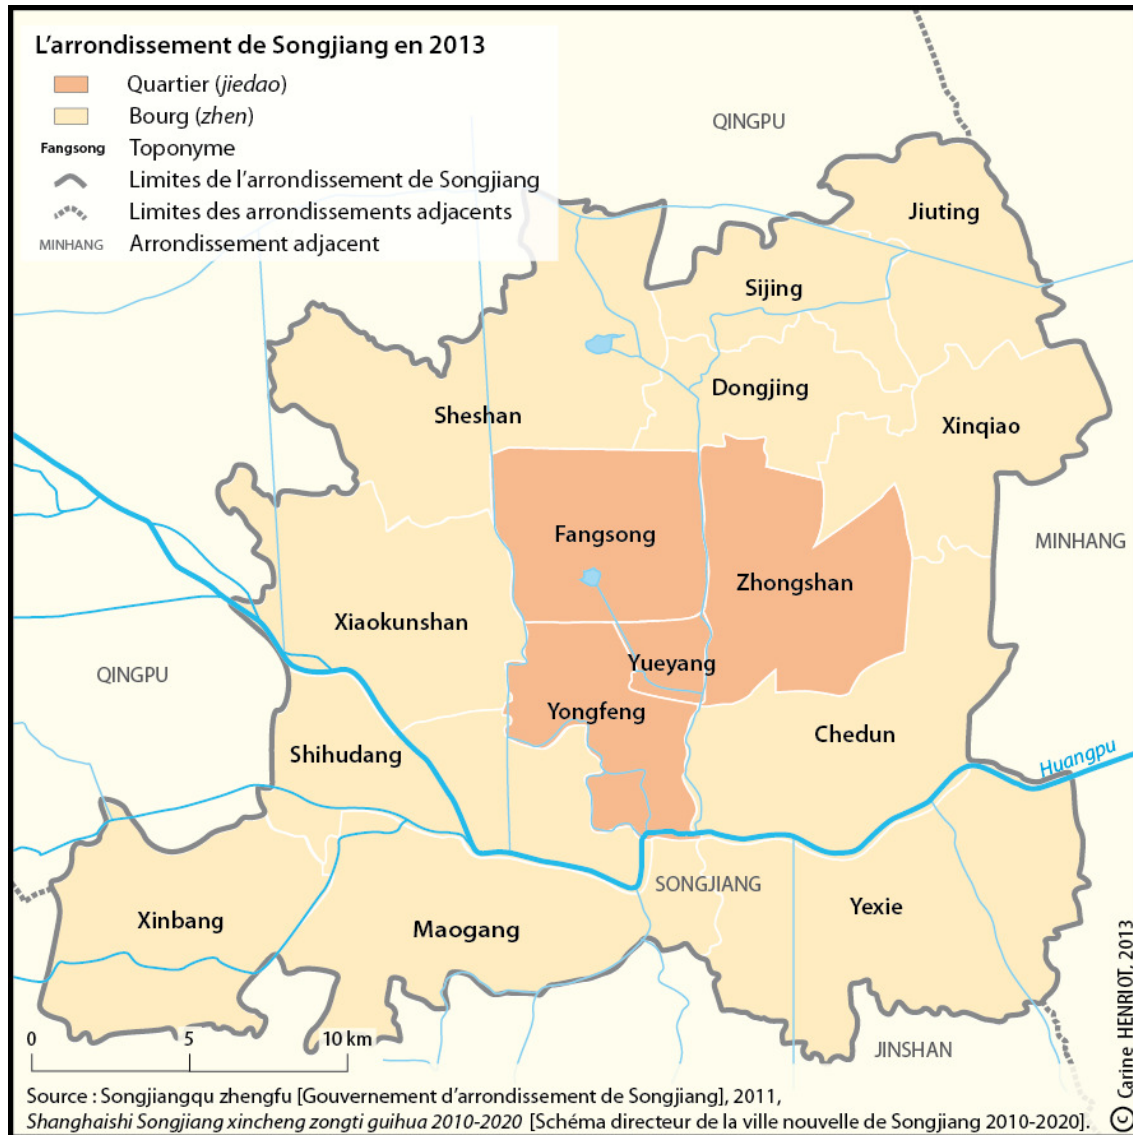 L'arrondissement de Songjiang en 2013
Quartier (jiedao)
Bourg (zhen)
Fangsong Toponyme
Limites de l'arrondissement de Songjiang
Limites des arrondissements adjacents
MINHANG Arrondissement adjacent
QINGPU
Jiuting
Sijing
Dongjing
Sheshan
Xinqiao
Fangsong
MINHANG
Zhongshan
Xiaokunshan
Yueyang
QINGPU
Yongfeng
Chedun
Shihudang
Huangpu
SONGJIANG
Yexie
Xinbang
Maogang
JINSHAN
0 5 10 km
Source : Songjiangqu zhengfu [Gouvernement d'arrondissement de Songjiang], 2011,
Shanghaishi Songjiang xincheng zongti guihua 2010-2020 [Schéma directeur de la ville nouvelle de Songjiang 2010-2020].
© Carine HENRIOT, 2013